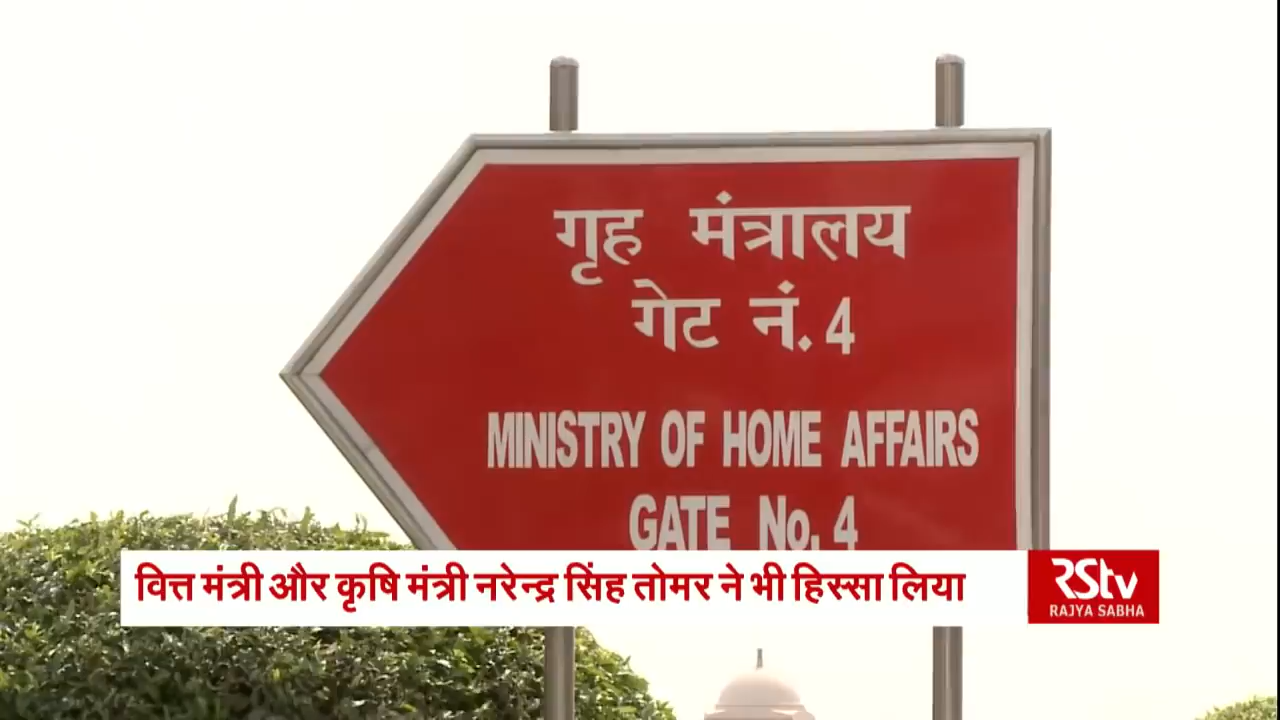 गृह मंत्रालय
गेट नं. 4
MINISTRY OF HOME AFFAIRS
GATE No. 4
वित्त मंत्री और कृषि मंत्री नरेन्द्र सिंह तोमर ने भी हिस्सा लिया
RStv
RAJYA SABHA